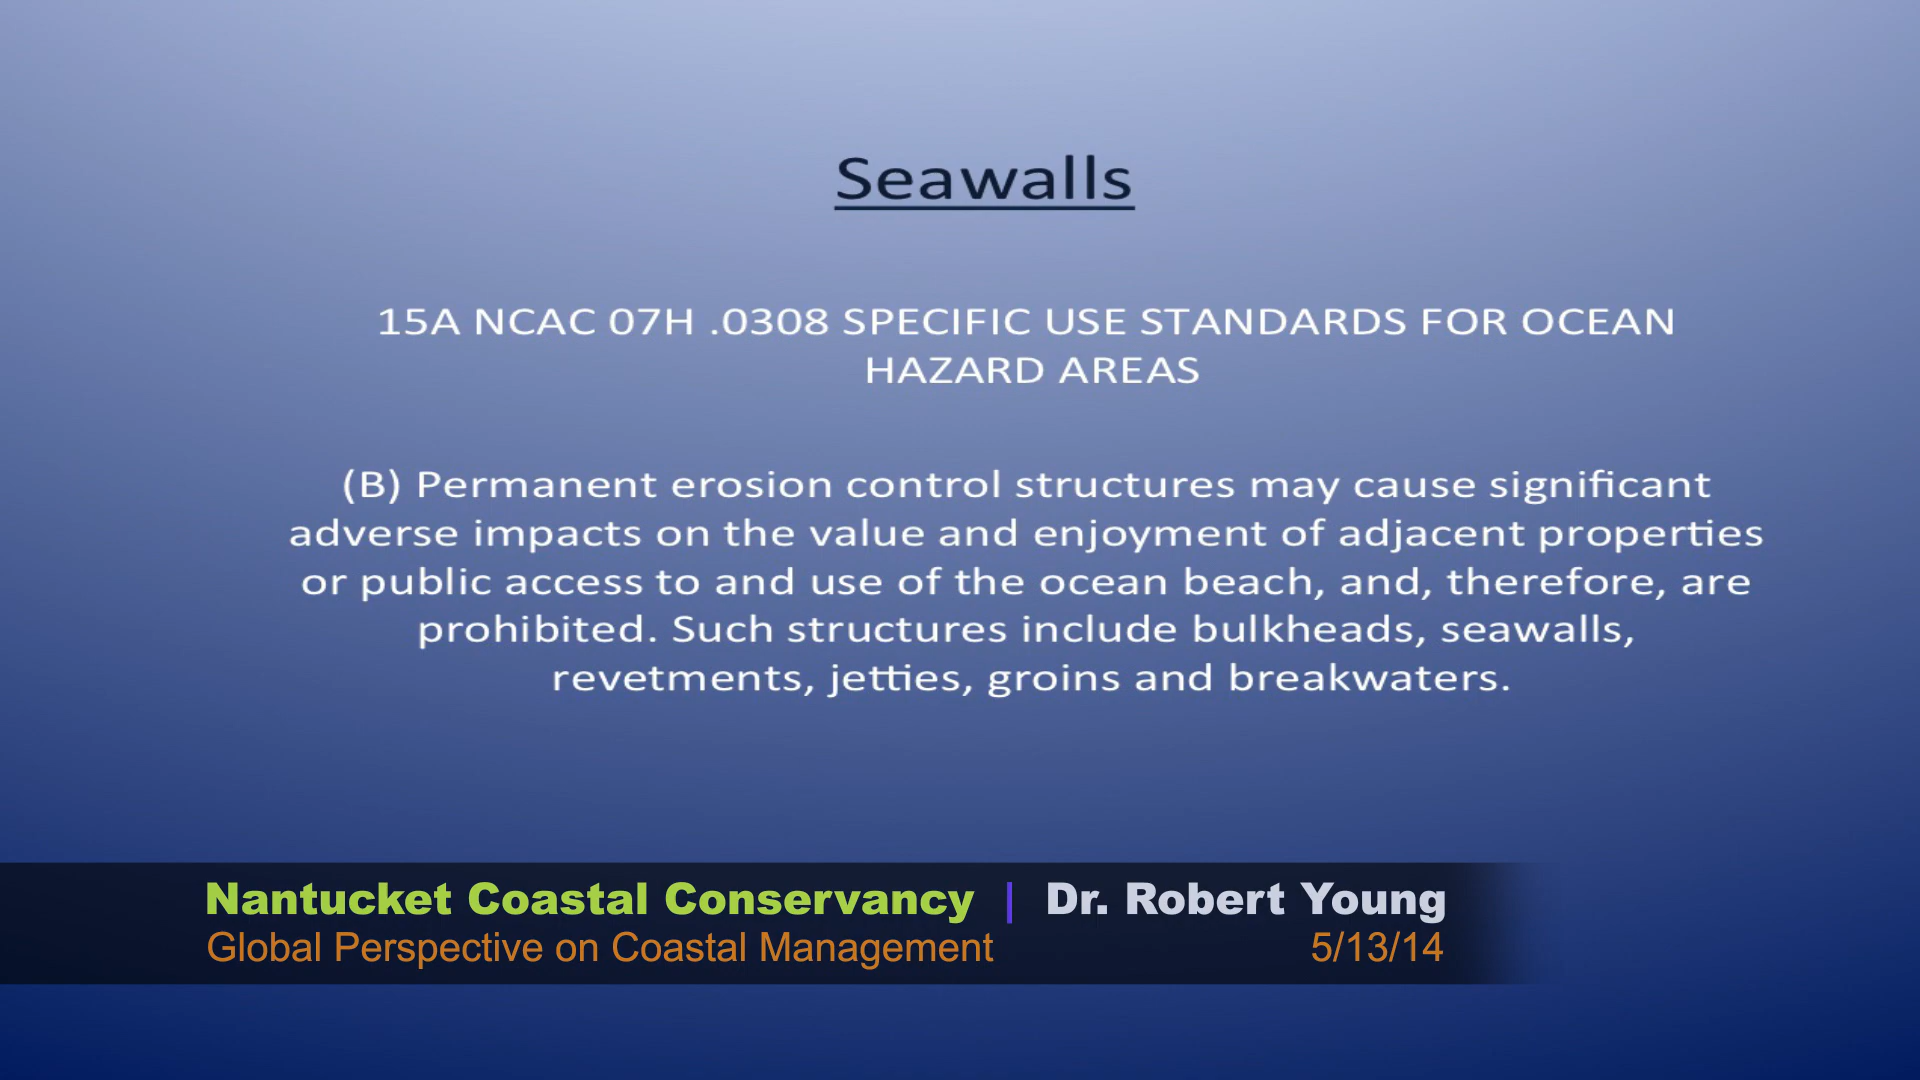 Seawalls
15A NCAC 07H .0308 SPECIFIC USE STANDARDS FOR OCEAN
HAZARD AREAS
(B) Permanent erosion control structures may cause significant
adverse impacts on the value and enjoyment of adjacent properties
or public access to and use of the ocean beach, and, therefore, are
prohibited. Such structures include bulkheads, seawalls,
revetments, jetties, groins and breakwaters.
Nantucket Coastal Conservancy | Dr. Robert Young
Global Perspective on Coastal Management 5/13/14